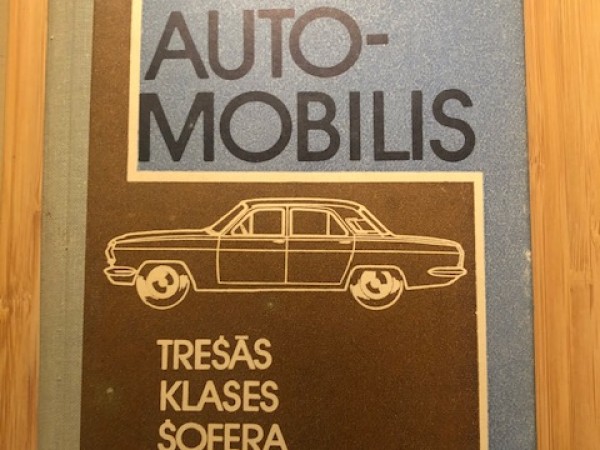 AUTO-
MOBILIS
TREŠĀS
KLASES
ŠOFERA